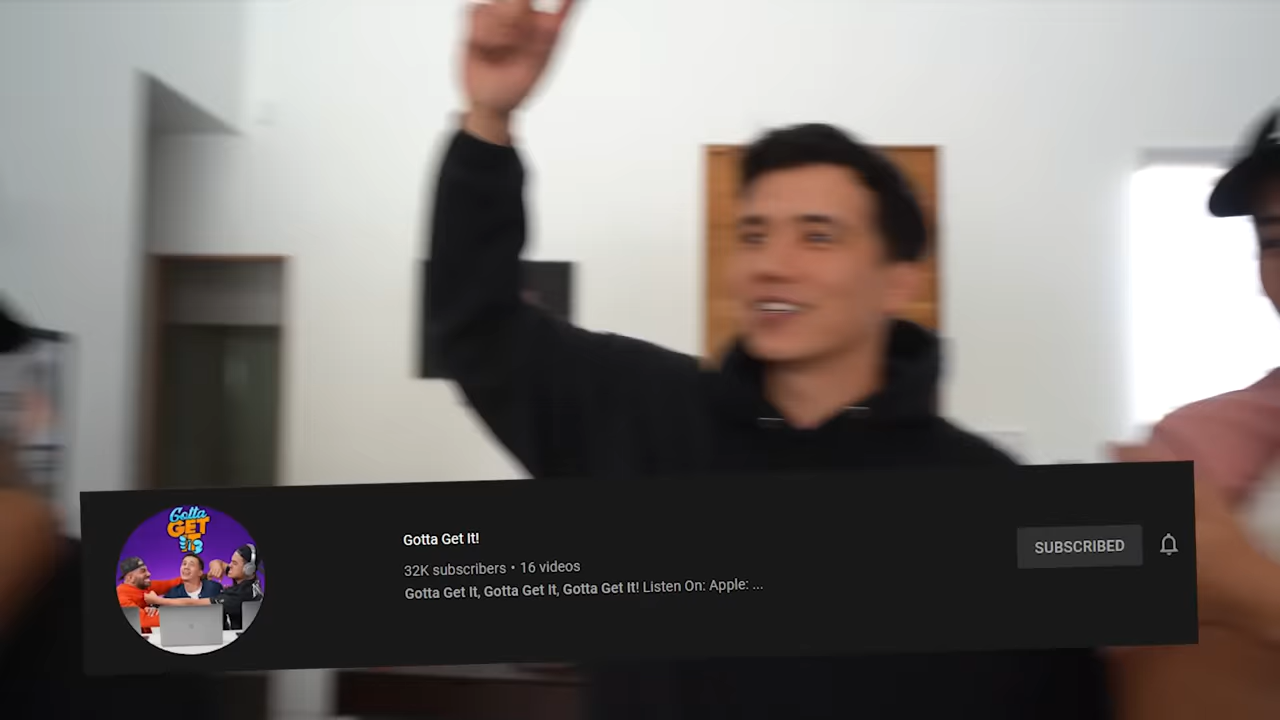 Gotta
GET
IT
Gotta Get It!
32K subscribers • 16 videos
Gotta Get It, Gotta Get It, Gotta Get It! Listen On: Apple: ...
SUBSCRIBED